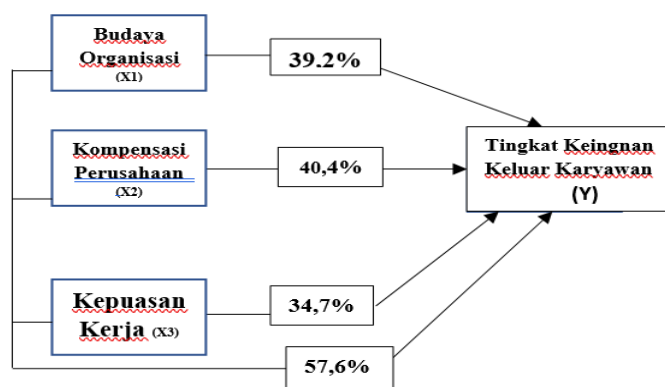 Budaya
Organisasi
(X1)
39.2%
Kompensasi
Perusahaan
(X2)
40,4%
Tingkat Keingnan
Keluar Karyawan
(Y)
Kepuasan
Kerja (X3)
34,7%
57,6%